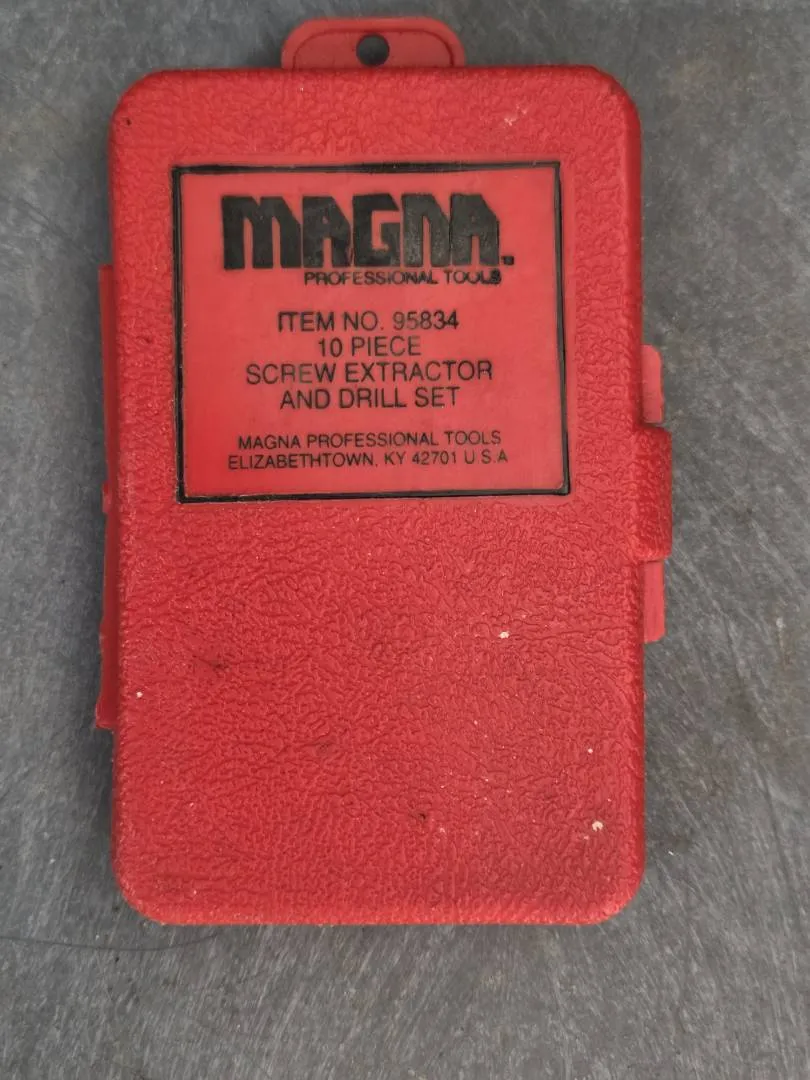 MAGNA
PROFESSIONAL TOOLS
ITEM NO. 95834
10 PIECE
SCREW EXTRACTOR
AND DRILL SET
MAGNA PROFESSIONAL TOOLS
ELIZABETHTOWN, KY 42701 U S.A